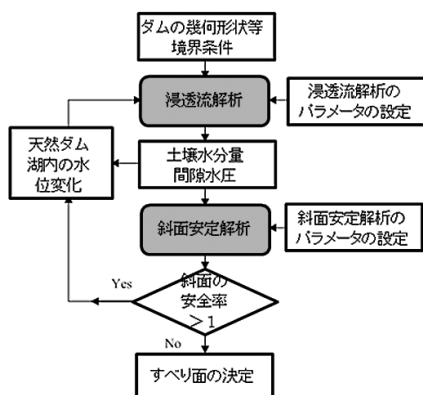 ダムの幾何形状等
境界条件
浸透流解析
浸透流解析の
パラメータの設定
天然ダム
湖内の水
位変化
土壌水分量
間隙水圧
斜面安定解析
斜面安定解析の
パラメータの設定
Yes
斜面の
安全率
＞1
No
すべり面の決定